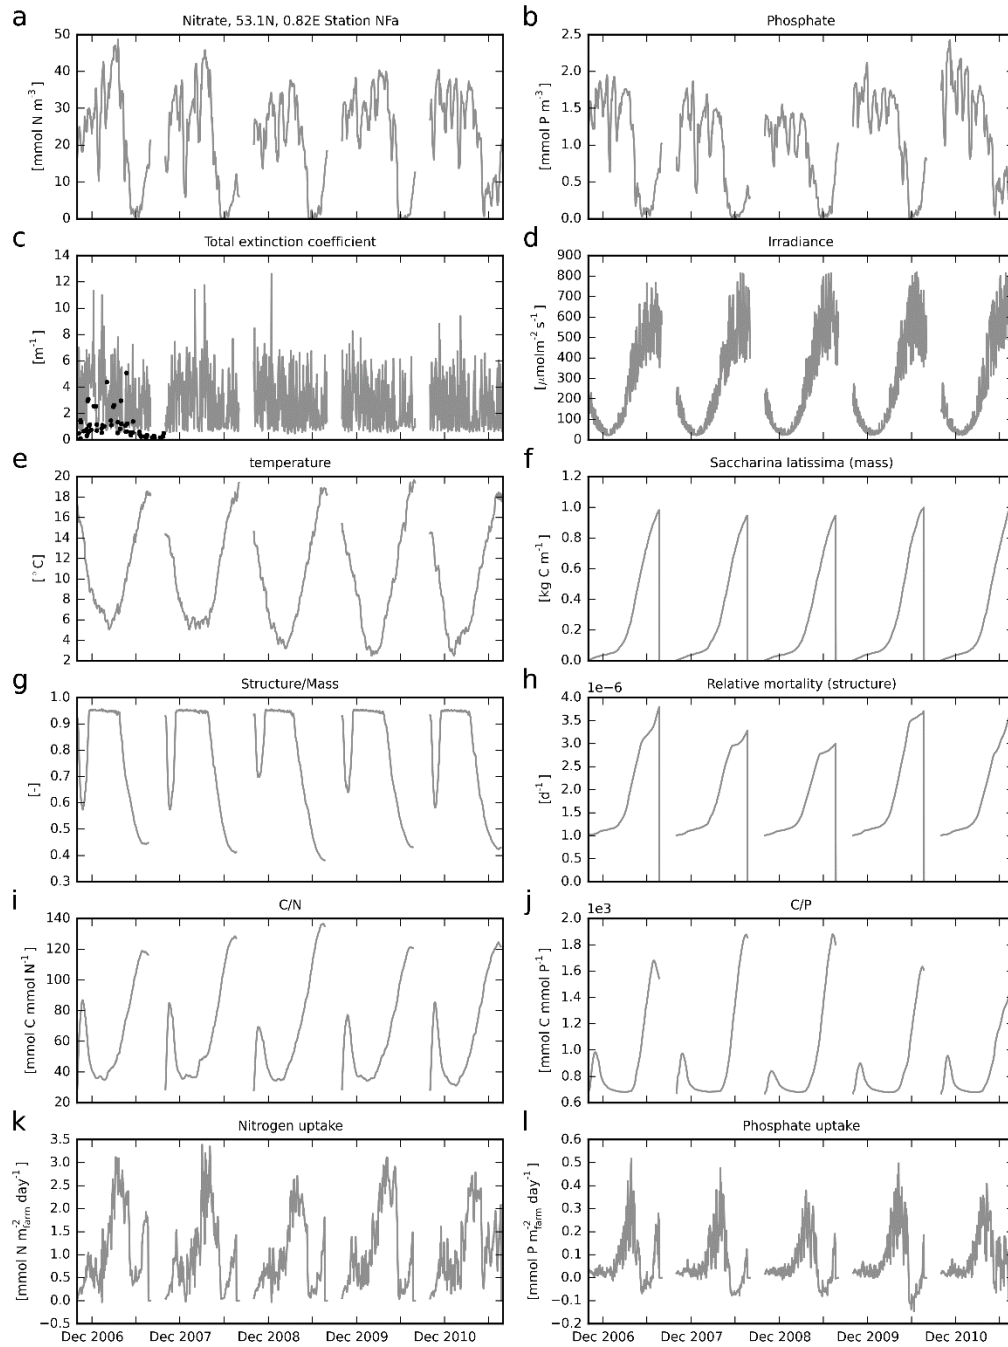 a
Nitrate, 53.1N, 0.82E Station NFa
50
40
30
20
10
0
[mmol N m⁻³]
b
Phosphate
2.5
2.0
1.5
1.0
0.5
0.0
[mmol P m⁻³]
c
Total extinction coefficient
14
12
10
8
6
4
2
0
[m⁻¹]
d
Irradiance
900
800
700
600
500
400
300
200
100
0
[μmolm⁻² s⁻¹]
e
temperature
20
18
16
14
12
10
8
6
4
2
[°C]
f
Saccharina latissima (mass)
1.2
1.0
0.8
0.6
0.4
0.2
0.0
[kg C m⁻¹]
g
Structure/Mass
1.0
0.9
0.8
0.7
0.6
0.5
0.4
0.3
[-]
h
Relative mortality (structure)
1e−6
4.0
3.5
3.0
2.5
2.0
1.5
1.0
0.5
0.0
[d⁻¹]
i
C/N
140
120
100
80
60
40
20
[mmol C mmol N⁻¹]
j
C/P
1e3
2.0
1.8
1.6
1.4
1.2
1.0
0.8
0.6
[mmol C mmol P⁻¹]
k
Nitrogen uptake
3.5
3.0
2.5
2.0
1.5
1.0
0.5
0.0
−0.5
[mmol N m⁻²farm day⁻¹]
Dec 2006 Dec 2007 Dec 2008 Dec 2009 Dec 2010
l
Phosphate uptake
0.6
0.5
0.4
0.3
0.2
0.1
0.0
−0.1
−0.2
[mmol P m⁻²farm day⁻¹]
Dec 2006 Dec 2007 Dec 2008 Dec 2009 Dec 2010